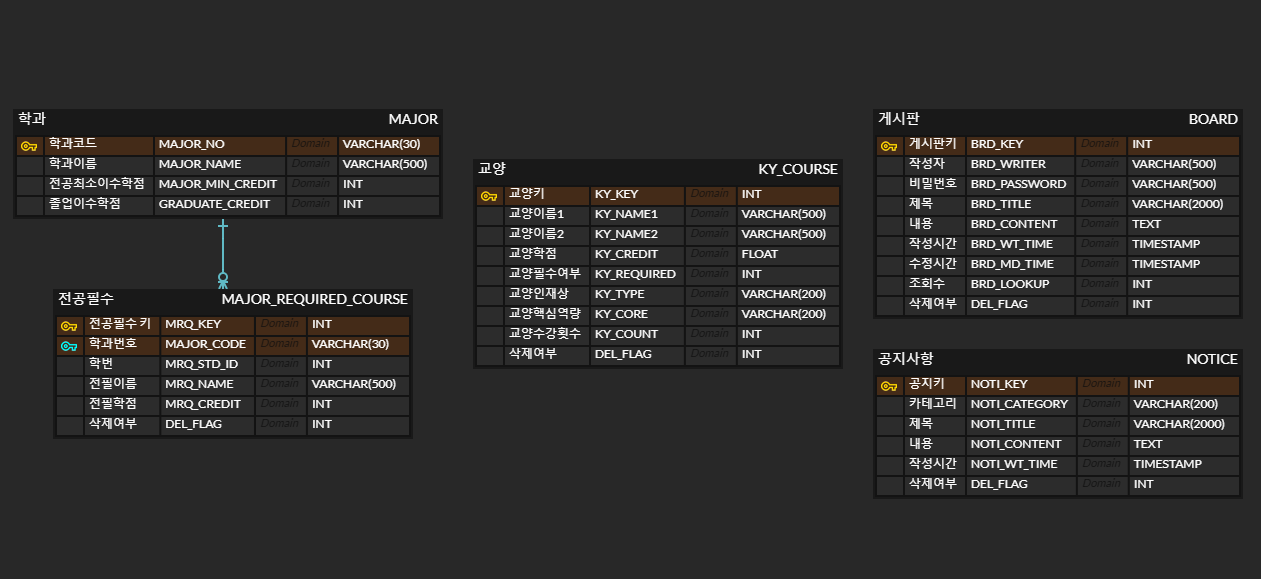 학과 MAJOR
학과코드 MAJOR_NO Domain VARCHAR(30)
학과이름 MAJOR_NAME Domain VARCHAR(500)
전공최소이수학점 MAJOR_MIN_CREDIT Domain INT
졸업이수학점 GRADUATE_CREDIT Domain INT
전공필수 MAJOR_REQUIRED_COURSE
전공필수 키 MRQ_KEY Domain INT
학과번호 MAJOR_CODE Domain VARCHAR(30)
학번 MRQ_STD_ID Domain INT
전필이름 MRQ_NAME Domain VARCHAR(500)
전필학점 MRQ_CREDIT Domain INT
삭제여부 DEL_FLAG Domain INT
교양 KY_COURSE
교양키 KY_KEY Domain INT
교양이름1 KY_NAME1 Domain VARCHAR(500)
교양이름2 KY_NAME2 Domain VARCHAR(500)
교양학점 KY_CREDIT Domain FLOAT
교양필수여부 KY_REQUIRED Domain INT
교양인재상 KY_TYPE Domain VARCHAR(200)
교양핵심역량 KY_CORE Domain VARCHAR(200)
교양수강횟수 KY_COUNT Domain INT
삭제여부 DEL_FLAG Domain INT
게시판 BOARD
게시판키 BRD_KEY Domain INT
작성자 BRD_WRITER Domain VARCHAR(500)
비밀번호 BRD_PASSWORD Domain VARCHAR(500)
제목 BRD_TITLE Domain VARCHAR(2000)
내용 BRD_CONTENT Domain TEXT
작성시간 BRD_WT_TIME Domain TIMESTAMP
수정시간 BRD_MD_TIME Domain TIMESTAMP
조회수 BRD_LOOKUP Domain INT
삭제여부 DEL_FLAG Domain INT
공지사항 NOTICE
공지키 NOTI_KEY Domain INT
카테고리 NOTI_CATEGORY Domain VARCHAR(200)
제목 NOTI_TITLE Domain VARCHAR(2000)
내용 NOTI_CONTENT Domain TEXT
작성시간 NOTI_WT_TIME Domain TIMESTAMP
삭제여부 DEL_FLAG Domain INT